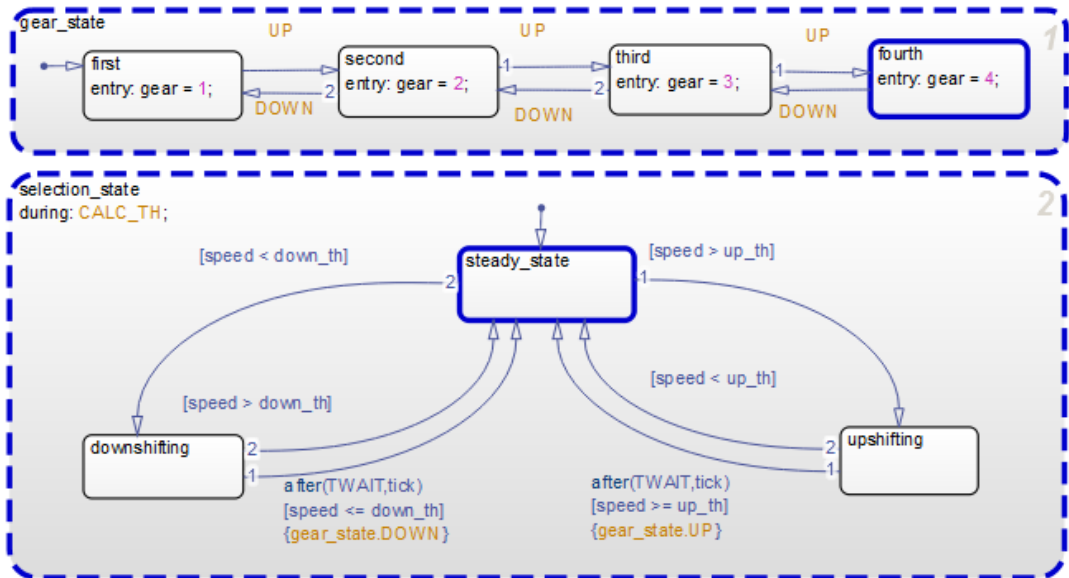 gear_state
1
UP
UP
UP
first
entry: gear = 1;
second
entry: gear = 2;
third
entry: gear = 3;
fourth
entry: gear = 4;
1
1
2
2
DOWN
DOWN
DOWN
selection_state
during: CALC_TH;
2
[speed < down_th]
steady_state
[speed > up_th]
2
1
[speed > down_th]
[speed < up_th]
downshifting
2
1
upshifting
2
1
after(TWAIT,tick)
[speed <= down_th]
{gear_state.DOWN}
after(TWAIT,tick)
[speed >= up_th]
{gear_state.UP}